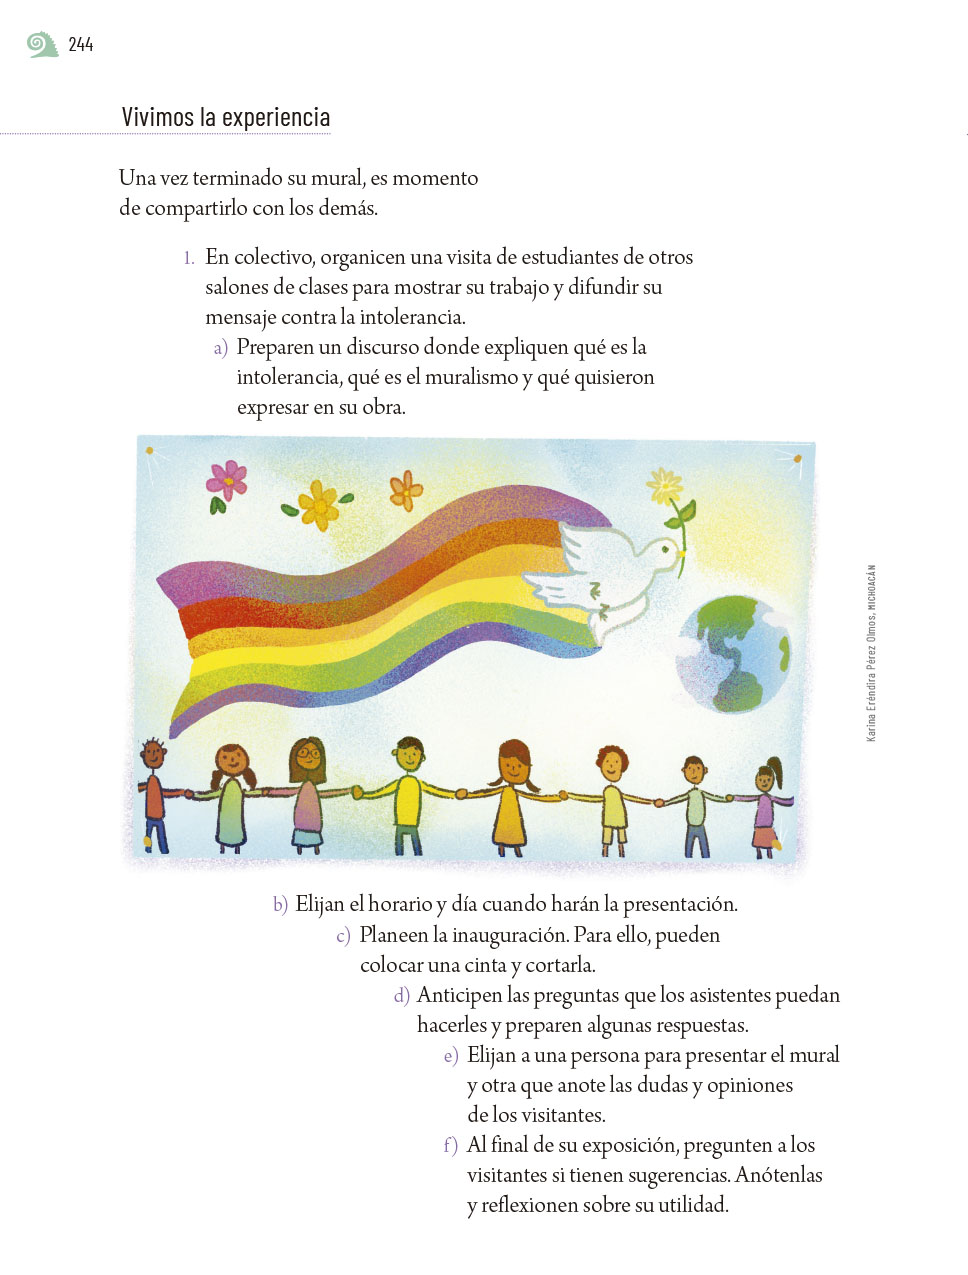 244
Vivimos la experiencia
Una vez terminado su mural, es momento
de compartirlo con los demás.
1. En colectivo, organicen una visita de estudiantes de otros
salones de clases para mostrar su trabajo y difundir su
mensaje contra la intolerancia.
a) Preparen un discurso donde expliquen qué es la
intolerancia, qué es el muralismo y qué quisieron
expresar en su obra.
Karina Eréndira Pérez Olmos, MICHOACÁN
b) Elijan el horario y día cuando harán la presentación.
c) Planeen la inauguración. Para ello, pueden
colocar una cinta y cortarla.
d) Anticipen las preguntas que los asistentes puedan
hacerles y preparen algunas respuestas.
e) Elijan a una persona para presentar el mural
y otra que anote las dudas y opiniones
de los visitantes.
f) Al final de su exposición, pregunten a los
visitantes si tienen sugerencias. Anótenlas
y reflexionen sobre su utilidad.